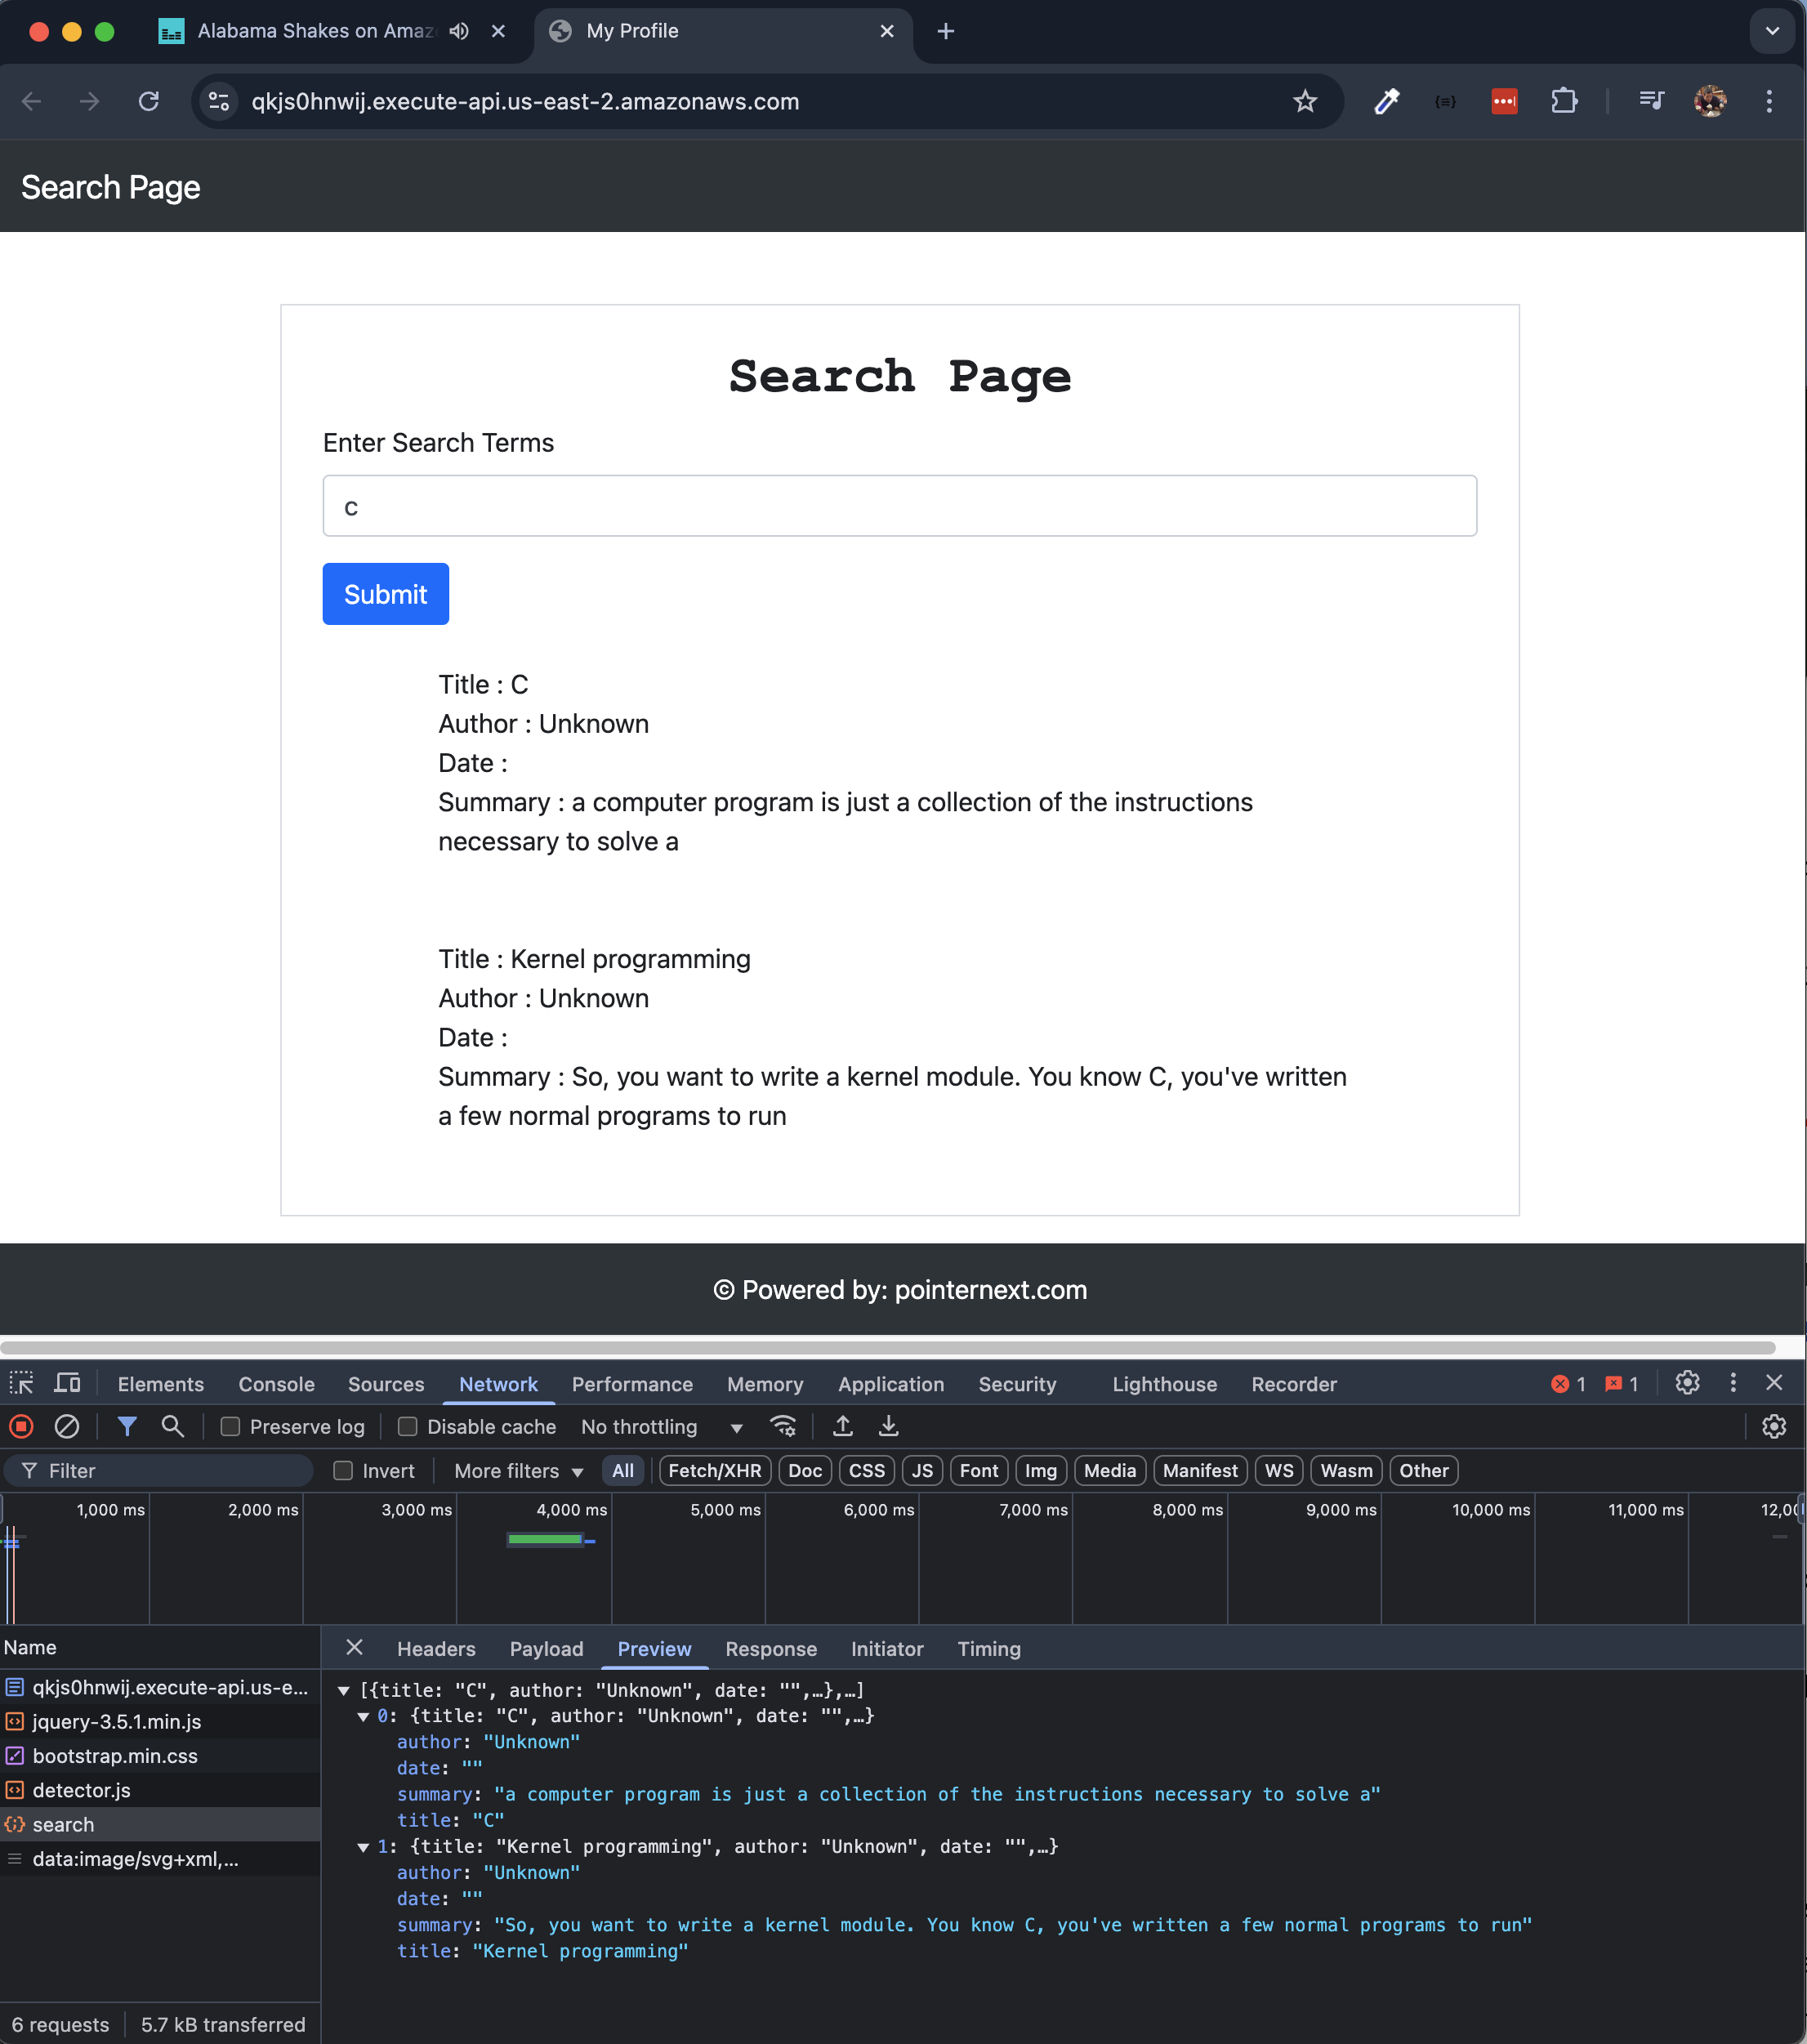 Alabama Shakes on Amaz
My Profile
qkjs0hnwij.execute-api.us-east-2.amazonaws.com
Search Page
Search Page
Enter Search Terms
c
Submit
Title : C
Author : Unknown
Date :
Summary : a computer program is just a collection of the instructions
necessary to solve a
Title : Kernel programming
Author : Unknown
Date :
Summary : So, you want to write a kernel module. You know C, you've written
a few normal programs to run
© Powered by: pointernext.com
Elements Console Sources Network Performance Memory Application Security Lighthouse Recorder 1 1
Preserve log Disable cache No throttling
Filter Invert More filters All Fetch/XHR Doc CSS JS Font Img Media Manifest WS Wasm Other
1,000 ms 2,000 ms 3,000 ms 4,000 ms 5,000 ms 6,000 ms 7,000 ms 8,000 ms 9,000 ms 10,000 ms 11,000 ms 12,00
Name
qkjs0hnwij.execute-api.us-e...
jquery-3.5.1.min.js
bootstrap.min.css
detector.js
search
data:image/svg+xml,...
6 requests 5.7 kB transferred
Headers Payload Preview Response Initiator Timing
[{title: "C", author: "Unknown", date: "",…},…]
0: {title: "C", author: "Unknown", date: "",…}
author: "Unknown"
date: ""
summary: "a computer program is just a collection of the instructions necessary to solve a"
title: "C"
1: {title: "Kernel programming", author: "Unknown", date: "",…}
author: "Unknown"
date: ""
summary: "So, you want to write a kernel module. You know C, you've written a few normal programs to run"
title: "Kernel programming"